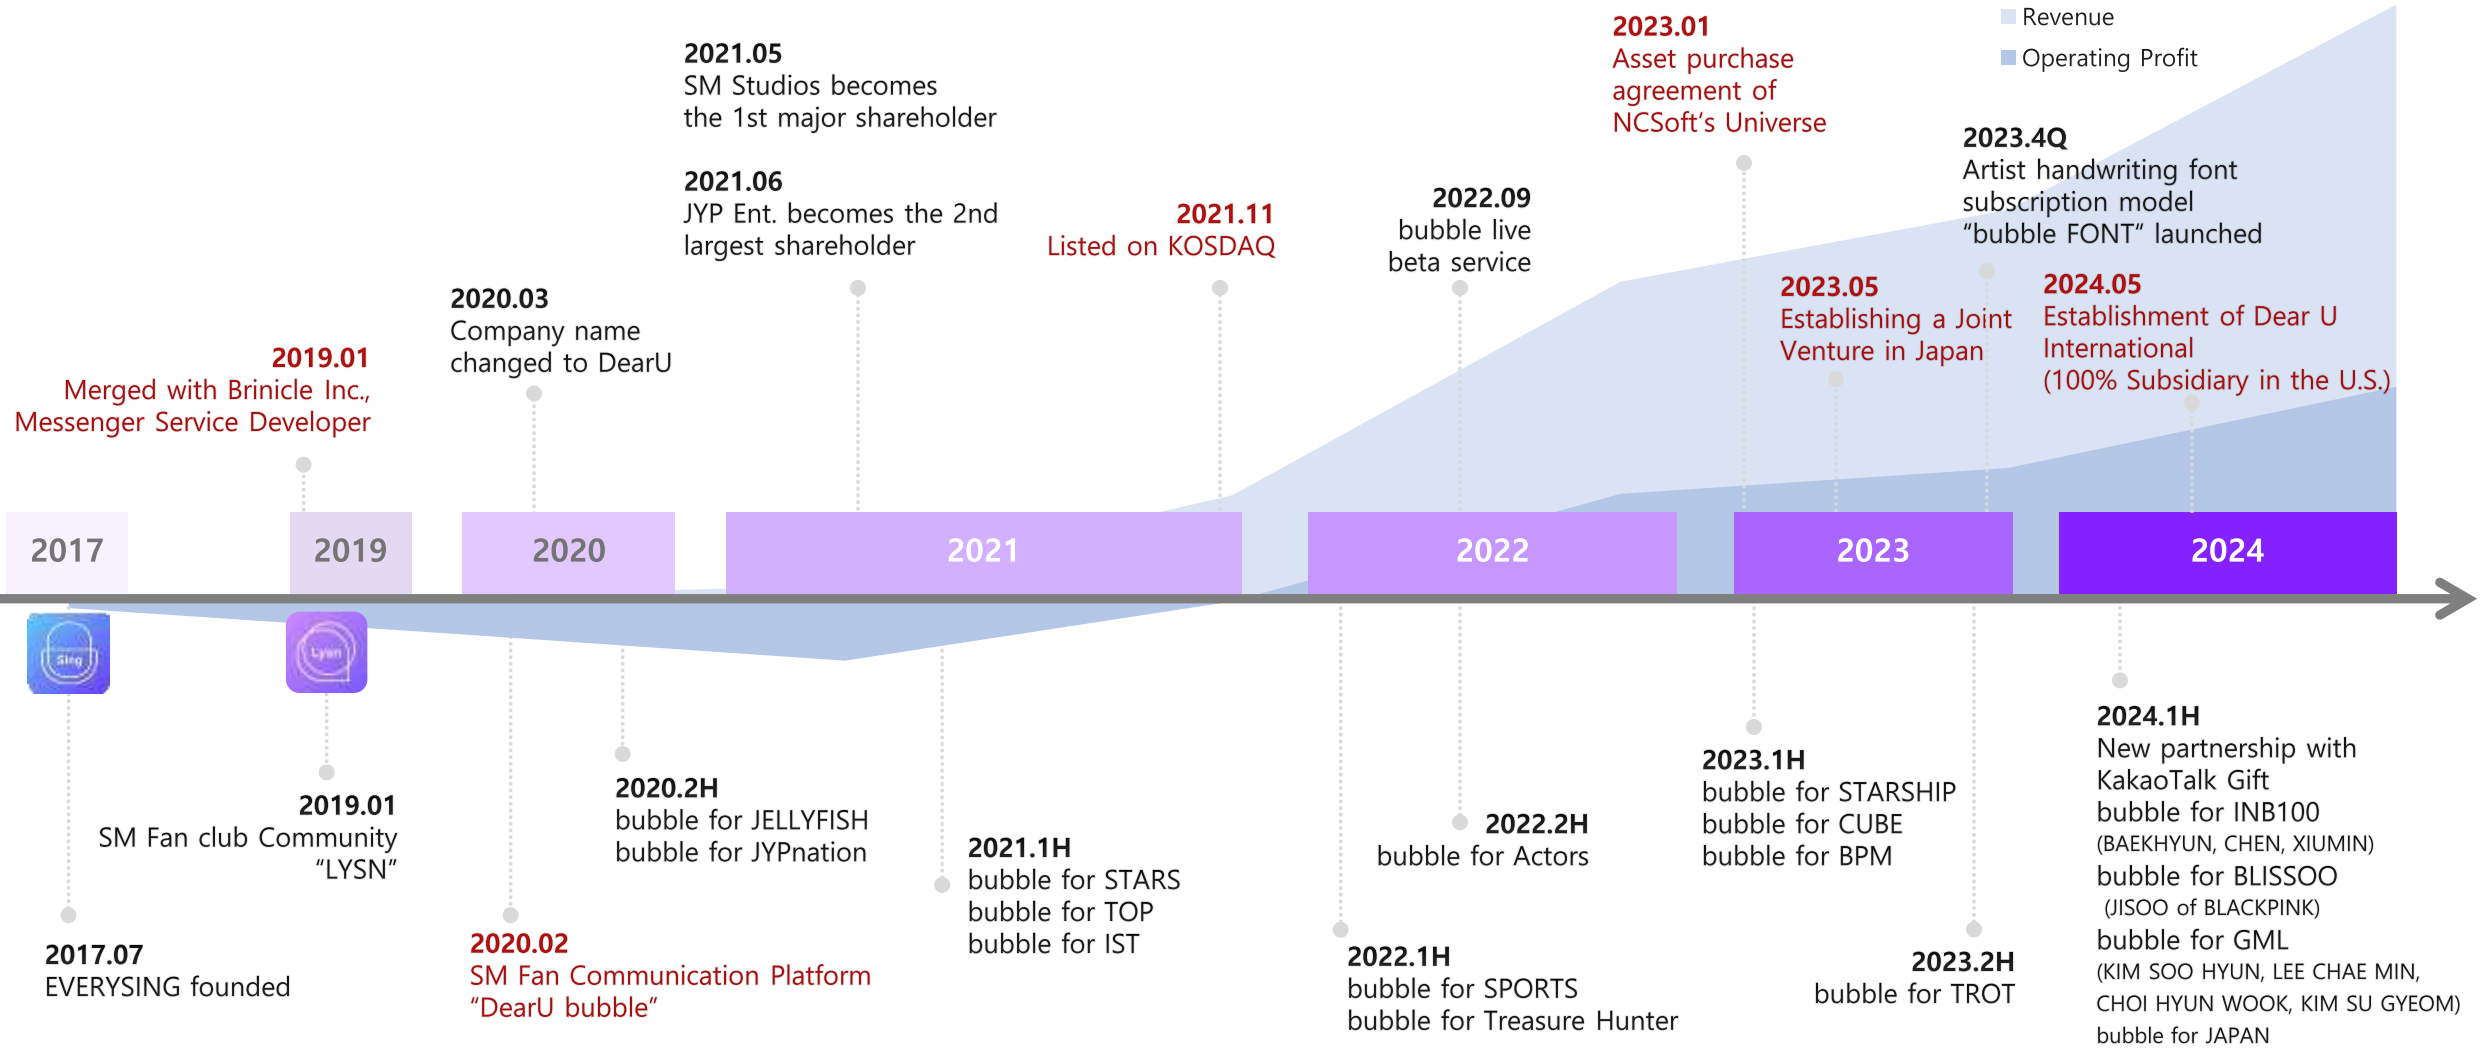 Revenue
Operating Profit
2019.01
Merged with Brinicle Inc.,
Messenger Service Developer
2020.03
Company name
changed to DearU
2021.05
SM Studios becomes
the 1st major shareholder
2021.06
JYP Ent. becomes the 2nd
largest shareholder
2021.11
Listed on KOSDAQ
2022.09
bubble live
beta service
2023.01
Asset purchase
agreement of
NCSoft‘s Universe
2023.05
Establishing a Joint
Venture in Japan
2023.4Q
Artist handwriting font
subscription model
“bubble FONT“ launched
2024.05
Establishment of Dear U
International
(100% Subsidiary in the U.S.)
2017
2019
2020
2021
2022
2023
2024
Sing
Lysn
2017.07
EVERYSING founded
2019.01
SM Fan club Community
“LYSN”
2020.02
SM Fan Communication Platform
“DearU bubble”
2020.2H
bubble for JELLYFISH
bubble for JYPnation
2021.1H
bubble for STARS
bubble for TOP
bubble for IST
2022.1H
bubble for SPORTS
bubble for Treasure Hunter
2022.2H
bubble for Actors
2023.1H
bubble for STARSHIP
bubble for CUBE
bubble for BPM
2023.2H
bubble for TROT
2024.1H
New partnership with
KakaoTalk Gift
bubble for INB100
(BAEKHYUN, CHEN, XIUMIN)
bubble for BLISSOO
(JISOO of BLACKPINK)
bubble for GML
(KIM SOO HYUN, LEE CHAE MIN,
CHOI HYUN WOOK, KIM SU GYEOM)
bubble for JAPAN